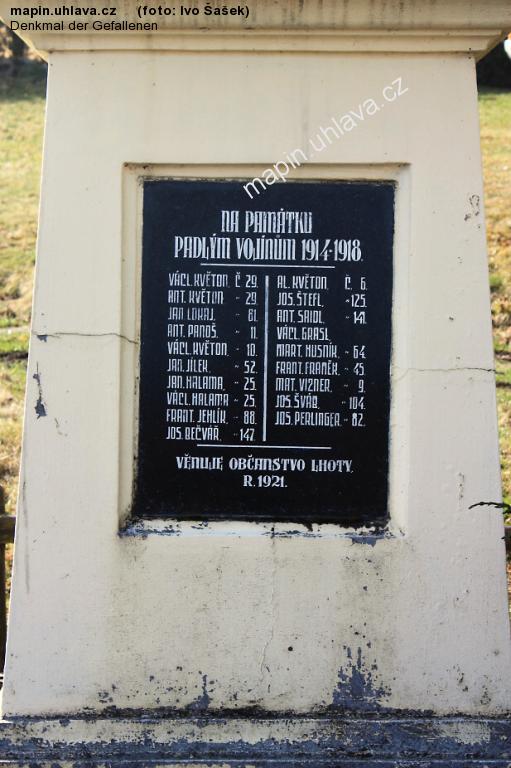 mapin.uhlava.cz (foto: Ivo Šašek)
Denkmal der Gefallenen
mapin.uhlava.cz
NA PAMÁTKU
PADLÝM VOJÍNŮM 1914-1918.
VÁCL. KVĚTON. Č 29.
ANT. KVĚTON " 29.
JAN LOKAJ. " 61.
ANT. PANOŠ. " 11.
VÁCL. KVĚTON. " 10.
JAN. JÍLEK. " 52.
JAN. HALAMA " 25.
VÁCL. HALAMA " 25.
FRANT. JEHLÍK. " 88.
JOS. BEČVÁŘ. " 147.
AL. KVĚTON. Č. 6.
JOS. ŠTEFL " 125.
ANT. SAIDL " 141.
VÁCL. GRASL.
MART. HUSNÍK. " 64.
FRANT. FRANĚK. " 45.
MAT. VIZNER " 9.
JOS. ŠVÁB. " 104.
JOS. PERLINGER. " 82.
VĚNUJE OBČANSTVO LHOTY.
R. 1921.